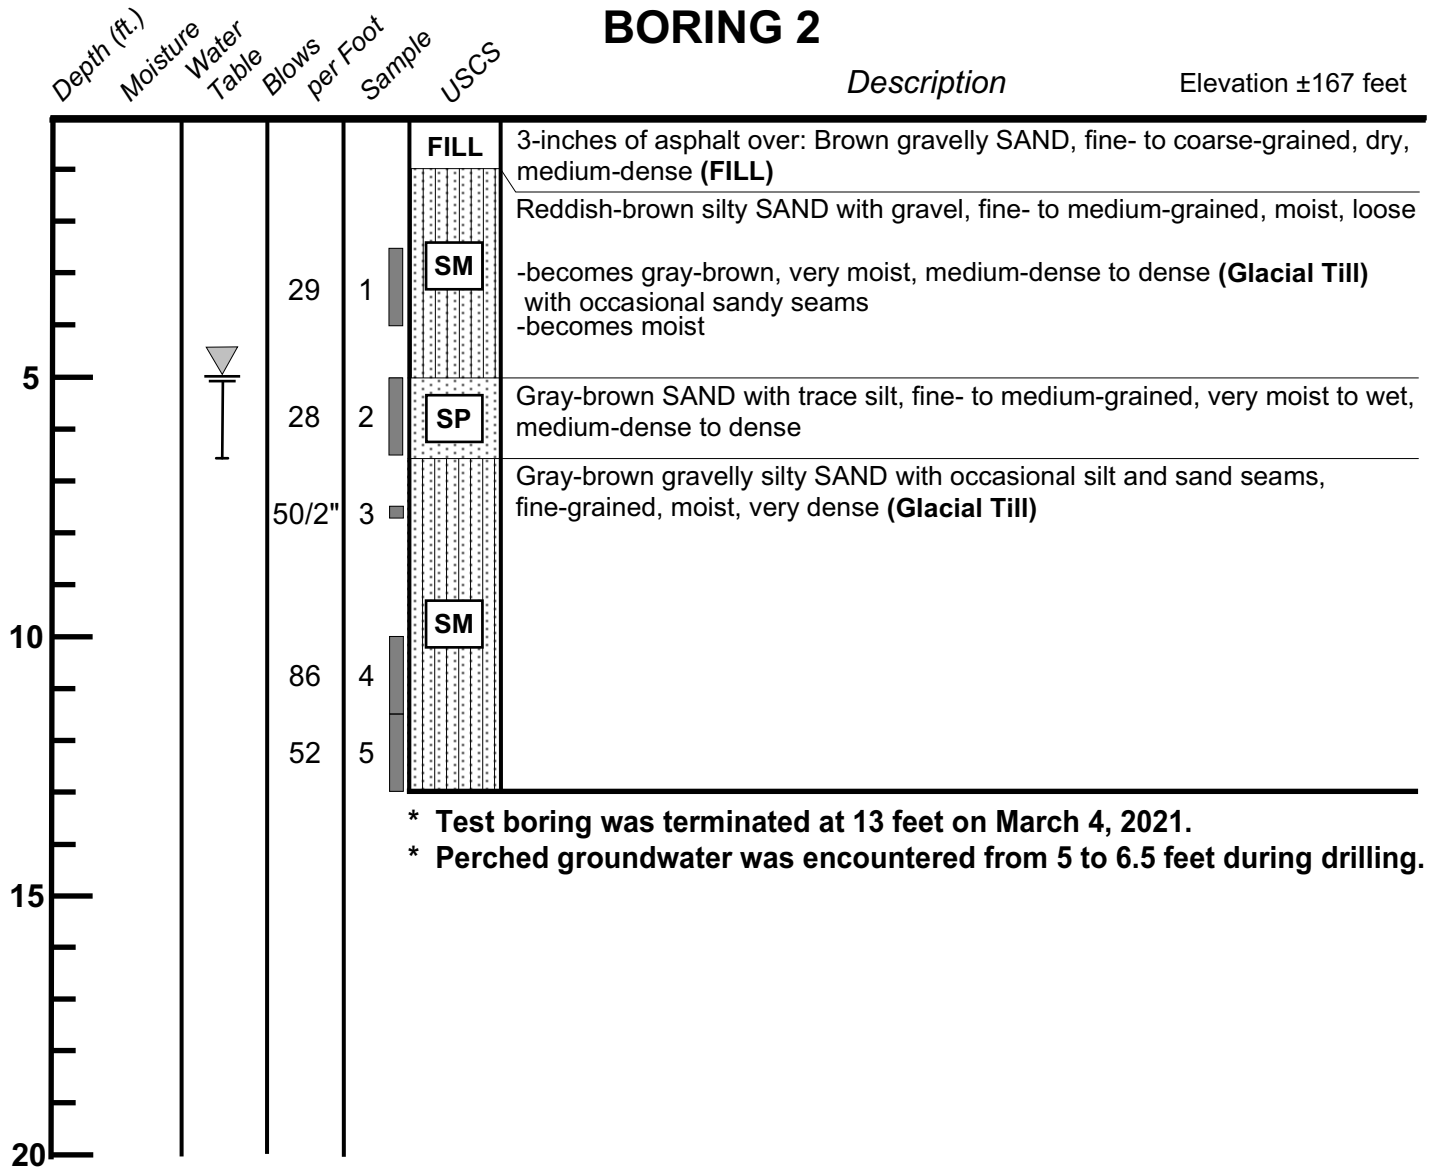 BORING 2
Depth (ft.)
Moisture
Water
Table
Blows
per Foot
Sample
USCS
Description
Elevation ±167 feet
FILL
3-inches of asphalt over: Brown gravelly SAND, fine- to coarse-grained, dry,
medium-dense (FILL)
Reddish-brown silty SAND with gravel, fine- to medium-grained, moist, loose
29
1
SM
-becomes gray-brown, very moist, medium-dense to dense (Glacial Till)
with occasional sandy seams
-becomes moist
5
28
2
SP
Gray-brown SAND with trace silt, fine- to medium-grained, very moist to wet,
medium-dense to dense
Gray-brown gravelly silty SAND with occasional silt and sand seams,
fine-grained, moist, very dense (Glacial Till)
50/2"
3
SM
10
86
4
52
5
* Test boring was terminated at 13 feet on March 4, 2021.
* Perched groundwater was encountered from 5 to 6.5 feet during drilling.
15
20